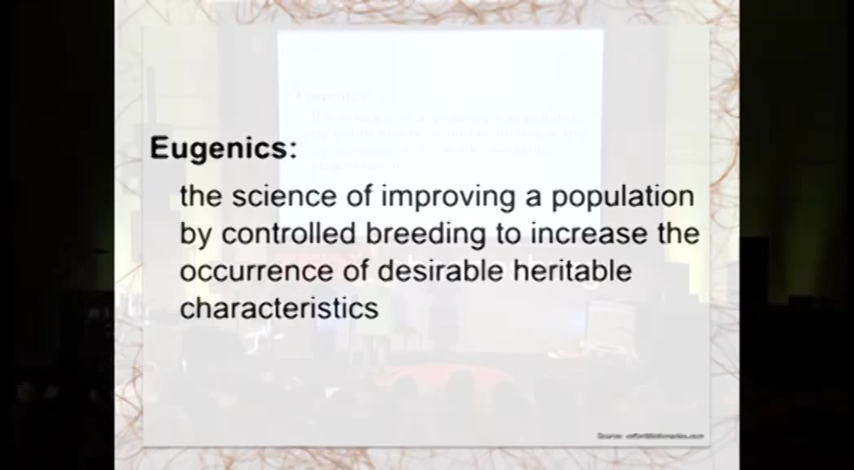 Eugenics:
the science of improving a population
by controlled breeding to increase the
occurrence of desirable heritable
characteristics